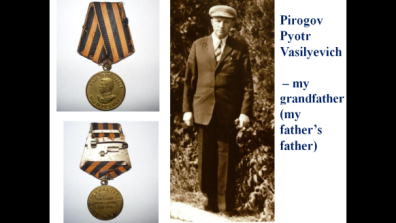 Pirogov
Pyotr
Vasilyevich
– my
grandfather
(my
father's
father)